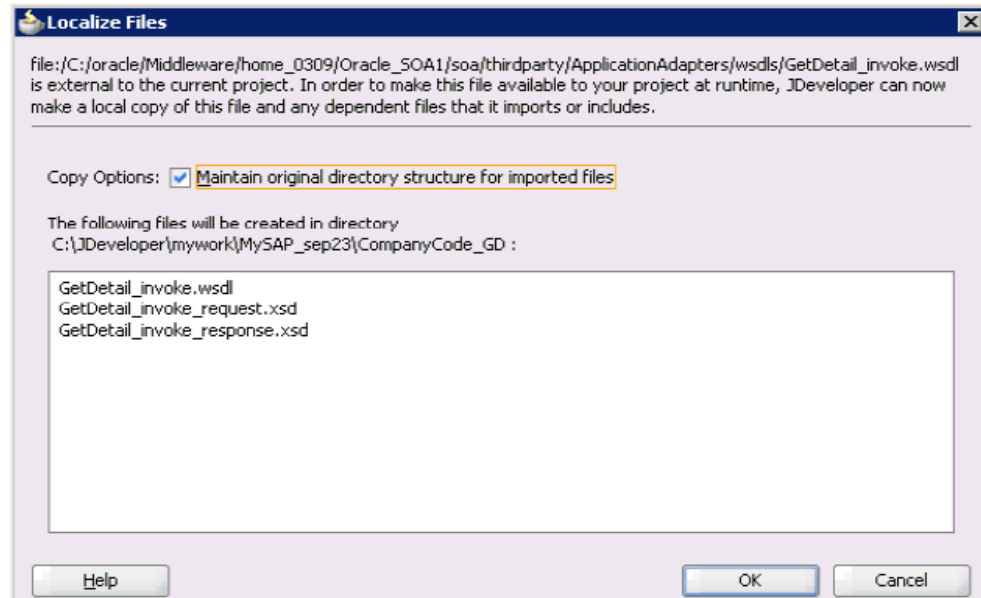 Localize Files
file:/C:/oracle/Middleware/home_0309/Oracle_SOA1/soa/thirdparty/ApplicationAdapters/wsdls/GetDetail_invoke.wsdl
is external to the current project. In order to make this file available to your project at runtime, JDeveloper can now
make a local copy of this file and any dependent files that it imports or includes.
Copy Options: Maintain original directory structure for imported files
The following files will be created in directory
C:\JDeveloper\mywork\MySAP_sep23\CompanyCode_GD :
GetDetail_invoke.wsdl
GetDetail_invoke_request.xsd
GetDetail_invoke_response.xsd
Help OK Cancel